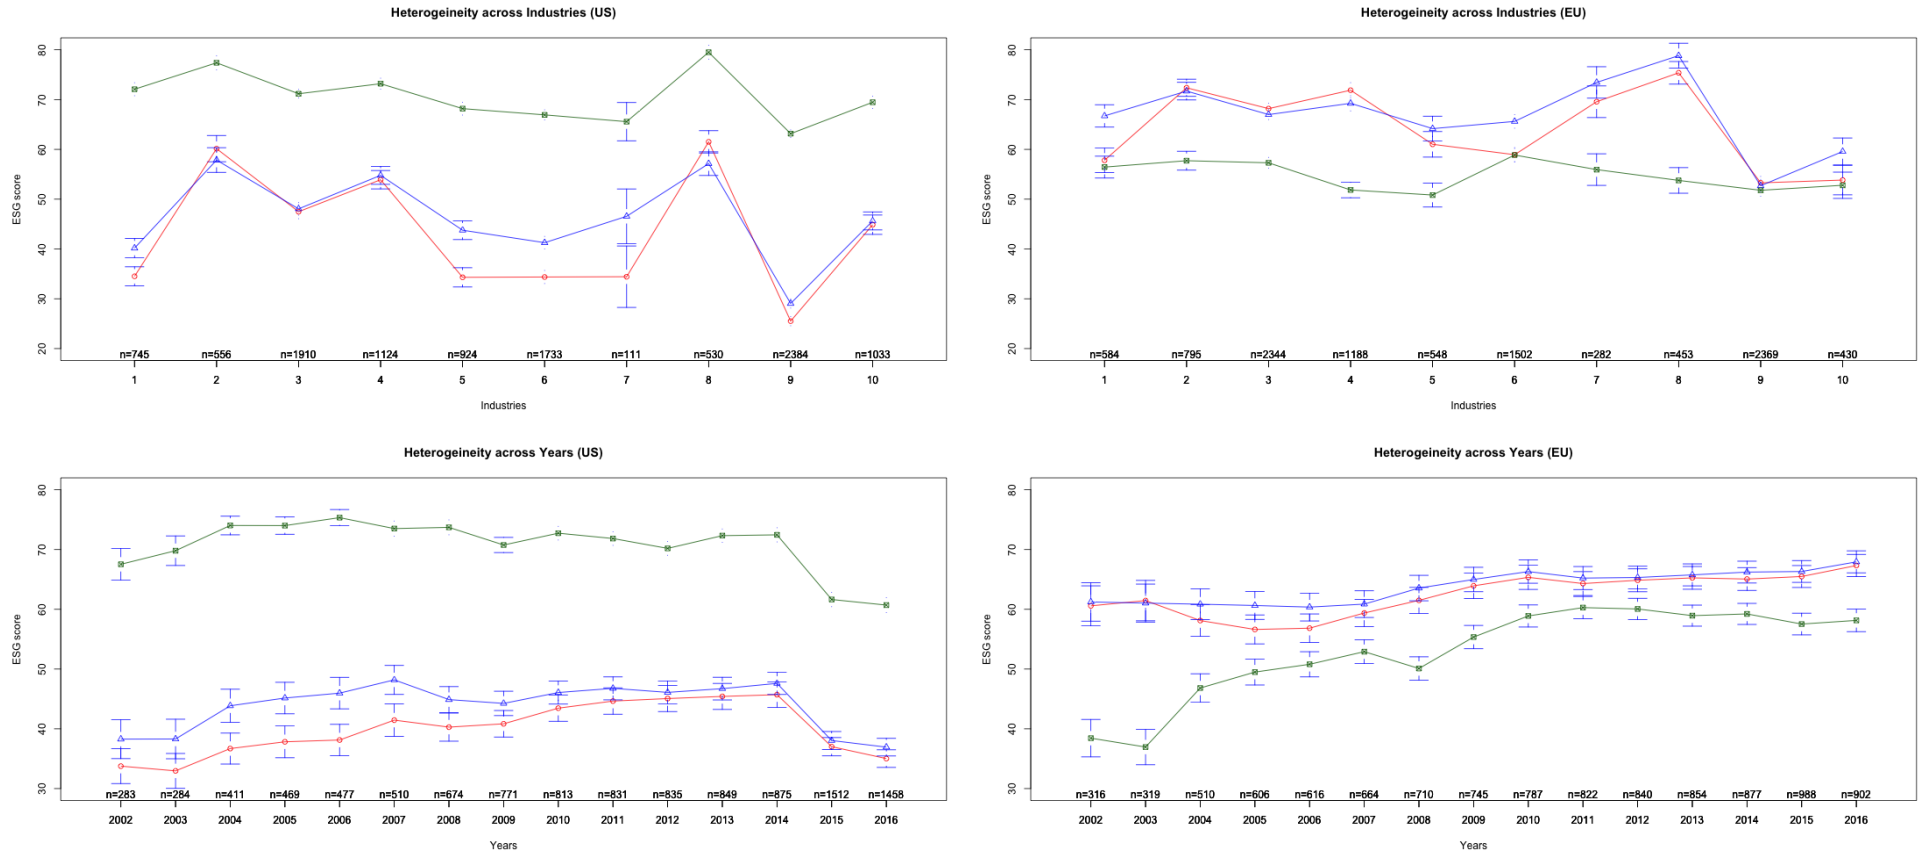 Heterogeineity across Industries (US)
ESG score
80
70
60
50
40
30
20
n=745 n=556 n=1910 n=1124 n=924 n=1733 n=111 n=530 n=2384 n=1033
1 2 3 4 5 6 7 8 9 10
Industries
Heterogeineity across Industries (EU)
ESG score
80
70
60
50
40
30
20
n=584 n=795 n=2344 n=1188 n=548 n=1502 n=282 n=453 n=2369 n=430
1 2 3 4 5 6 7 8 9 10
Industries
Heterogeineity across Years (US)
ESG score
80
70
60
50
40
30
n=283 n=284 n=411 n=469 n=477 n=510 n=674 n=771 n=813 n=831 n=835 n=849 n=875 n=1512 n=1458
2002 2003 2004 2005 2006 2007 2008 2009 2010 2011 2012 2013 2014 2015 2016
Years
Heterogeineity across Years (EU)
ESG score
80
70
60
50
40
30
n=316 n=319 n=510 n=606 n=616 n=664 n=710 n=745 n=787 n=822 n=840 n=854 n=877 n=988 n=902
2002 2003 2004 2005 2006 2007 2008 2009 2010 2011 2012 2013 2014 2015 2016
Years